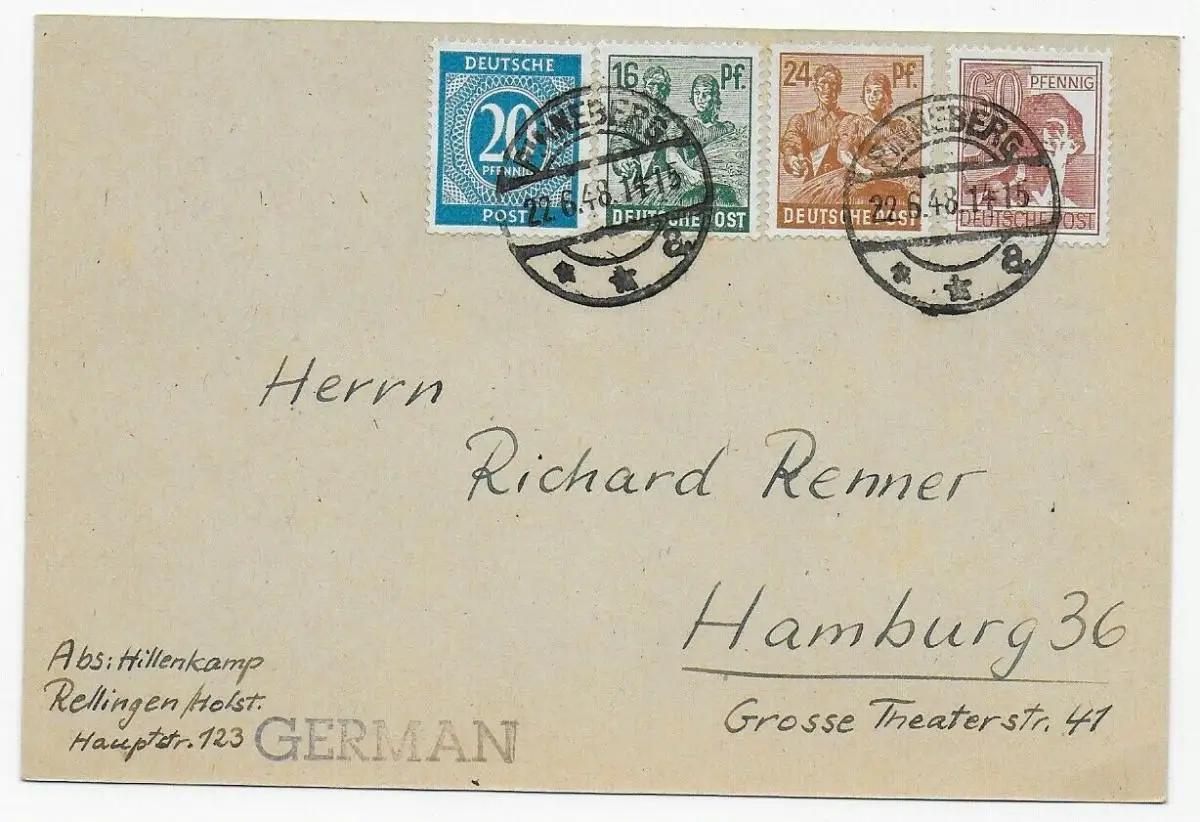 DEUTSCHE
20
PFENNIG
POST
16 Pf.
DEUTSCHE POST
24 Pf.
DEUTSCHE POST
60 PFENNIG
DEUTSCHE POST
PINNEBERG
22.6.48.14-15
a.
PINNEBERG
22.6.48.14-15
a.
Herrn
Richard Renner
Hamburg 36
Grosse Theaterstr. 41
Abs: Hillenkamp
Rellingen/Holst.
Hauptstr. 123
GERMAN